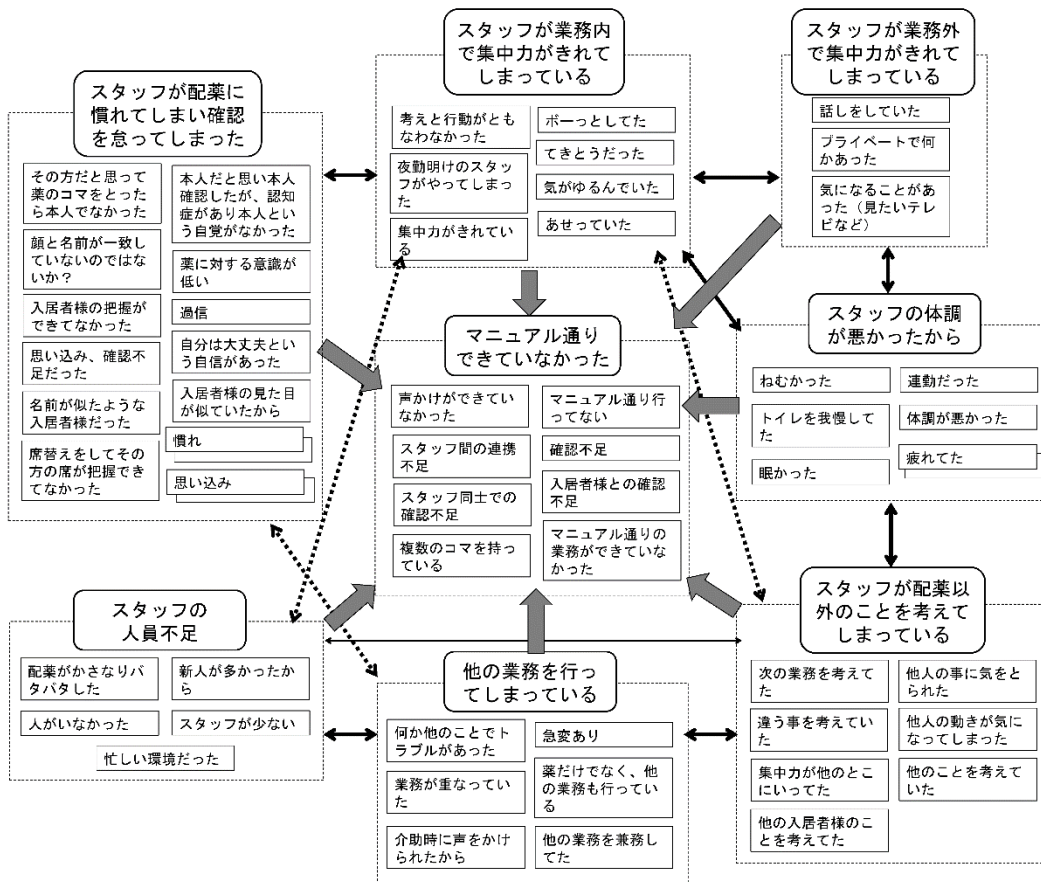 スタッフが配薬に
慣れてしまい確認
を怠ってしまった
その方だと思って
薬のコマをとった
ら本人でなかった
顔と名前が一致し
ていないのではな
いか？
入居者様の把握が
できてなかった
思い込み、確認不
足だった
名前が似たような
入居者様だった
席替えをしてその
方の席が把握でき
てなかった
本人だと思い本人
確認したが、認知
症があり本人とい
う自覚がなかった
薬に対する意識が
低い
過信
自分は大丈夫とい
う自信があった
入居者様の見た目
が似ていたから
慣れ
思い込み
スタッフが業務内
で集中力がきれて
しまっている
考えと行動がとも
なわなかった
夜勤明けのスタッ
フがやってしまっ
た
集中力がきれて
いる
ボーっとしてた
てきとうだった
気がゆるんでいた
あせっていた
スタッフが業務外
で集中力がきれて
しまっている
話しをしていた
プライベートで何
かあった
気になることがあ
った（見たいテレ
ビなど）
マニュアル通り
できていなかった
声かけができてい
なかった
スタッフ間の連携
不足
スタッフ同士での
確認不足
複数のコマを持っ
ている
マニュアル通り行
ってない
確認不足
入居者様との確認
不足
マニュアル通りの
業務ができていな
かった
スタッフの体調
が悪かったから
ねむかった
トイレを我慢して
た
眠かった
連勤だった
体調が悪かった
疲れてた
スタッフの
人員不足
配薬がかさなりバ
タバタした
人がいなかった
新人が多かったか
ら
スタッフが少ない
忙しい環境だった
他の業務を行っ
てしまっている
何か他のことでト
ラブルがあった
業務が重なってい
た
介助時に声をかけ
られたから
急変あり
薬だけでなく、他
の業務も行ってい
る
他の業務を兼務し
てた
スタッフが配薬以
外のことを考えて
しまっている
次の業務を考えて
た
違う事を考えてい
た
集中力が他のとこ
にいってた
他の入居者様のこ
とを考えてた
他人の事に気をと
られた
他人の動きが気に
なってしまった
他のことを考えて
いた